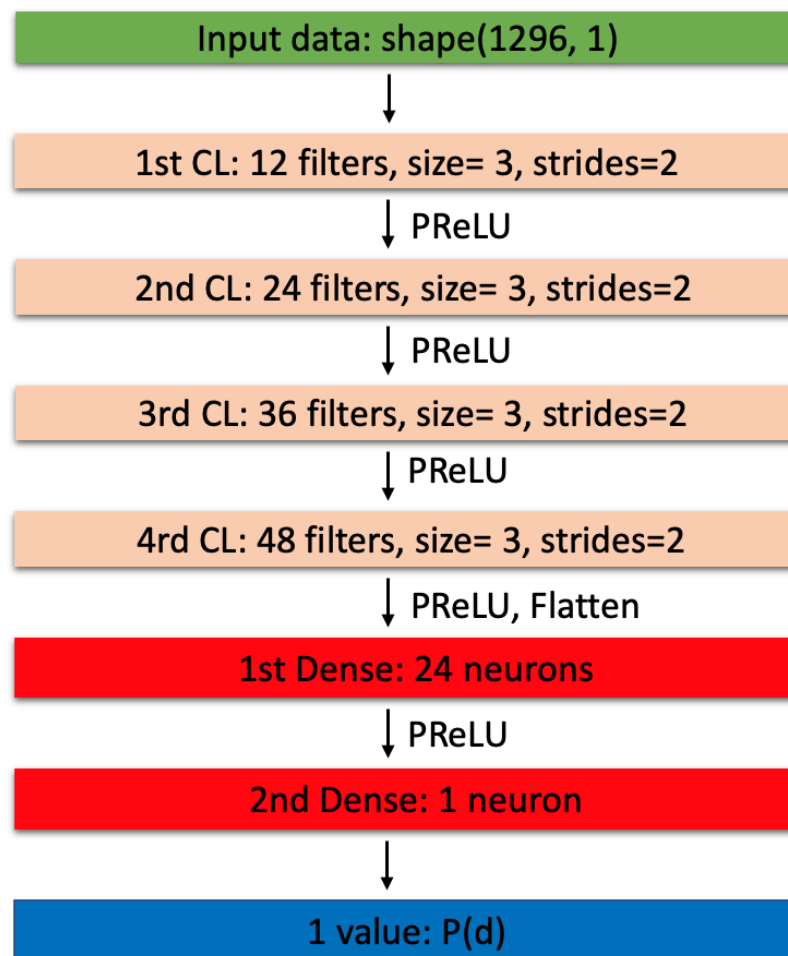 Input data: shape(1296, 1)
1st CL: 12 filters, size= 3, strides=2
PReLU
2nd CL: 24 filters, size= 3, strides=2
PReLU
3rd CL: 36 filters, size= 3, strides=2
PReLU
4rd CL: 48 filters, size= 3, strides=2
PReLU, Flatten
1st Dense: 24 neurons
PReLU
2nd Dense: 1 neuron
1 value: P(d)